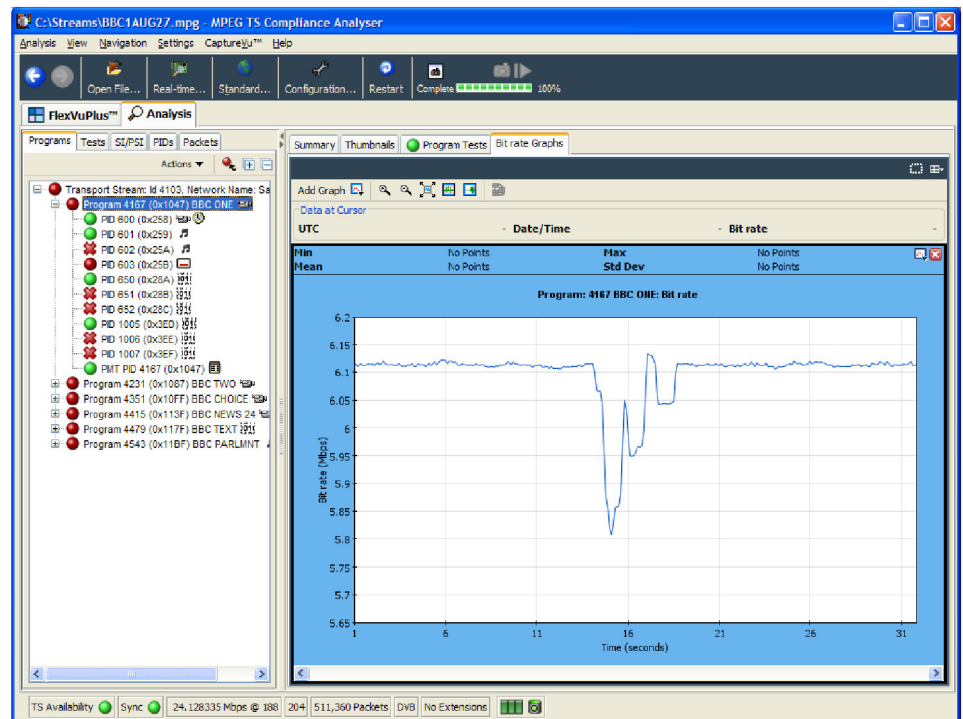 C:\Streams\BBC1AUG27.mpg - MPEG TS Compliance Analyser
Analysis View Navigation Settings CaptureVu™ Help
Open File... Real-time... Standard... Configuration... Restart Complete 100%
FlexVuPlus™ Analysis
Programs Tests SI/PSI PIDs Packets
Actions
Transport Stream: Id 4103, Network Name: Sa
Program 4167 (0x1047) BBC ONE
PID 600 (0x258)
PID 601 (0x259)
PID 602 (0x25A)
PID 603 (0x25B)
PID 650 (0x28A)
PID 651 (0x28B)
PID 652 (0x28C)
PID 1005 (0x3ED)
PID 1006 (0x3EE)
PID 1007 (0x3EF)
PMT PID 4167 (0x1047)
Program 4231 (0x1087) BBC TWO
Program 4351 (0x10FF) BBC CHOICE
Program 4415 (0x113F) BBC NEWS 24
Program 4479 (0x117F) BBC TEXT
Program 4543 (0x11BF) BBC PARLMNT
Summary Thumbnails Program Tests Bit rate Graphs
Add Graph
Data at Cursor
UTC - Date/Time - Bit rate -
Min No Points Max No Points
Mean No Points Std Dev No Points
Program: 4167 BBC ONE: Bit rate
6.2
6.15
6.1
6.05
6
5.95
5.9
5.85
5.8
5.75
5.7
5.65
Bit rate (Mbps)
1 6 11 16 21 26 31
Time (seconds)
TS Availability Sync 24.128335 Mbps @ 188 204 511,360 Packets DVB No Extensions